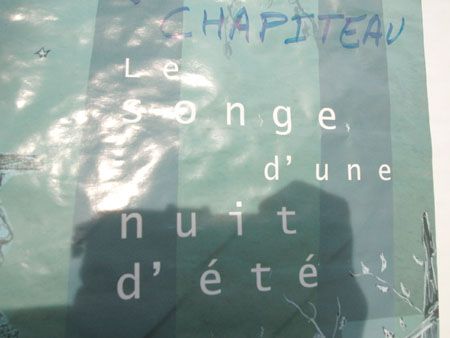 CHAPITEAU
Le
Songe
d'une
nuit
d'été